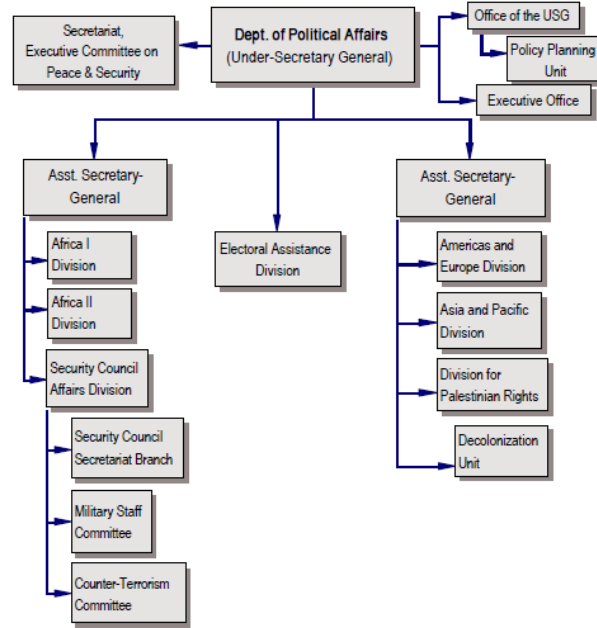 Secretariat,
Executive Committee on
Peace & Security
Dept. of Political Affairs
(Under-Secretary General)
Office of the USG
Policy Planning
Unit
Executive Office
Asst. Secretary-
General
Africa I
Division
Africa II
Division
Security Council
Affairs Division
Security Council
Secretariat Branch
Military Staff
Committee
Counter-Terrorism
Committee
Electoral Assistance
Division
Asst. Secretary-
General
Americas and
Europe Division
Asia and Pacific
Division
Division for
Palestinian Rights
Decolonization
Unit